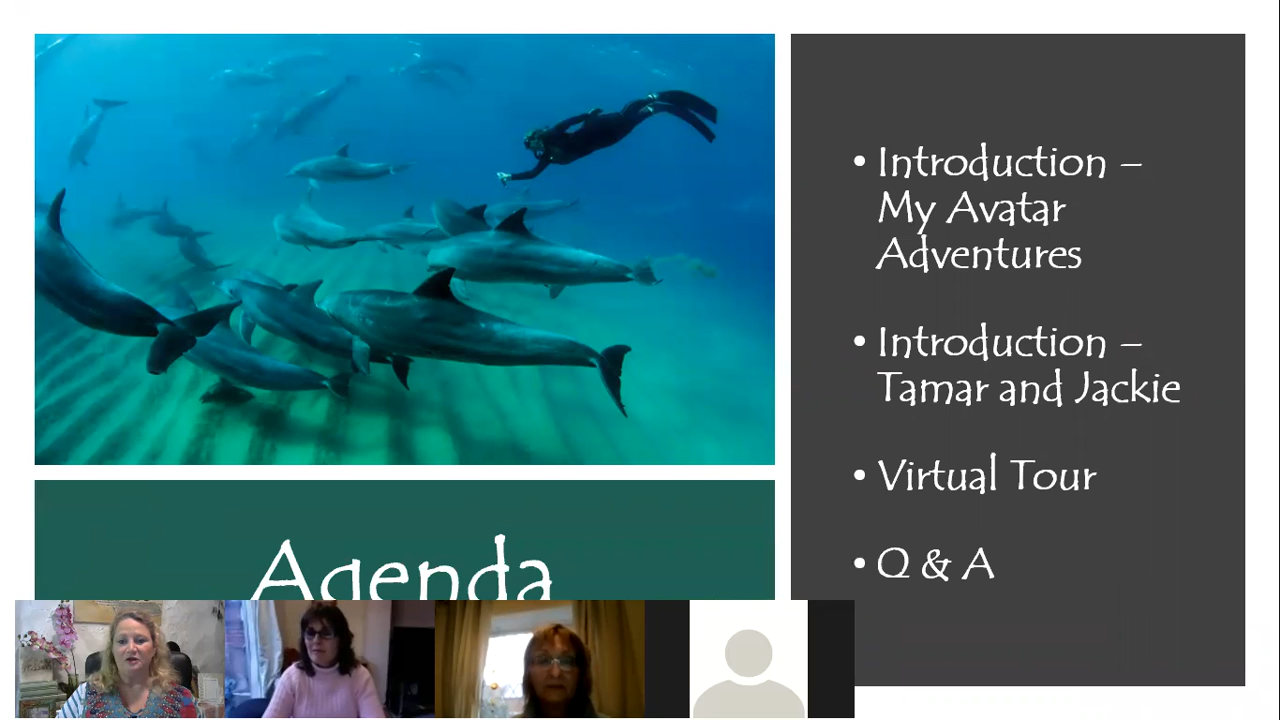 • Introduction –
My Avatar
Adventures
• Introduction –
Tamar and Jackie
• Virtual Tour
• Q & A
Agenda